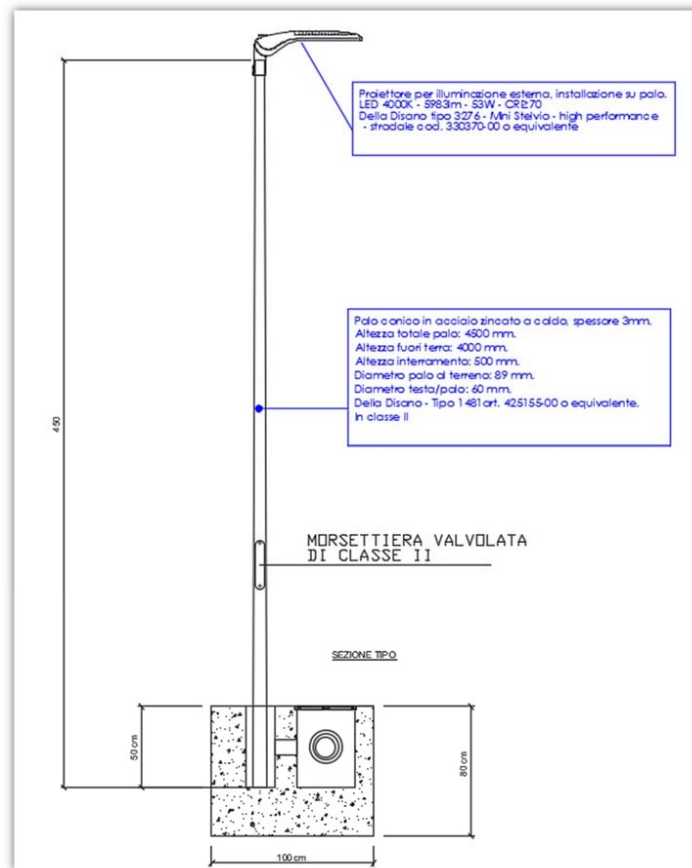 Proiettore per illuminazione esterna, installazione su palo.
LED 4000K - 5983lm - 53W - CRI≥70
Della Disano tipo 3276 - Mini Stelvio - high performance
- stradale cod. 330370-00 o equivalente
Palo conico in acciaio zincato a caldo, spessore 3mm.
Altezza totale palo: 4500 mm.
Altezza fuori terra: 4000 mm.
Altezza interramento: 500 mm.
Diametro palo al terreno: 89 mm.
Diametro testa/palo: 60 mm.
Della Disano - Tipo 1481 art. 425155-00 o equivalente.
In classe II
450
MORSETTIERA VALVOLATA
DI CLASSE II
SEZIONE TIPO
50 cm
80 cm
100 cm